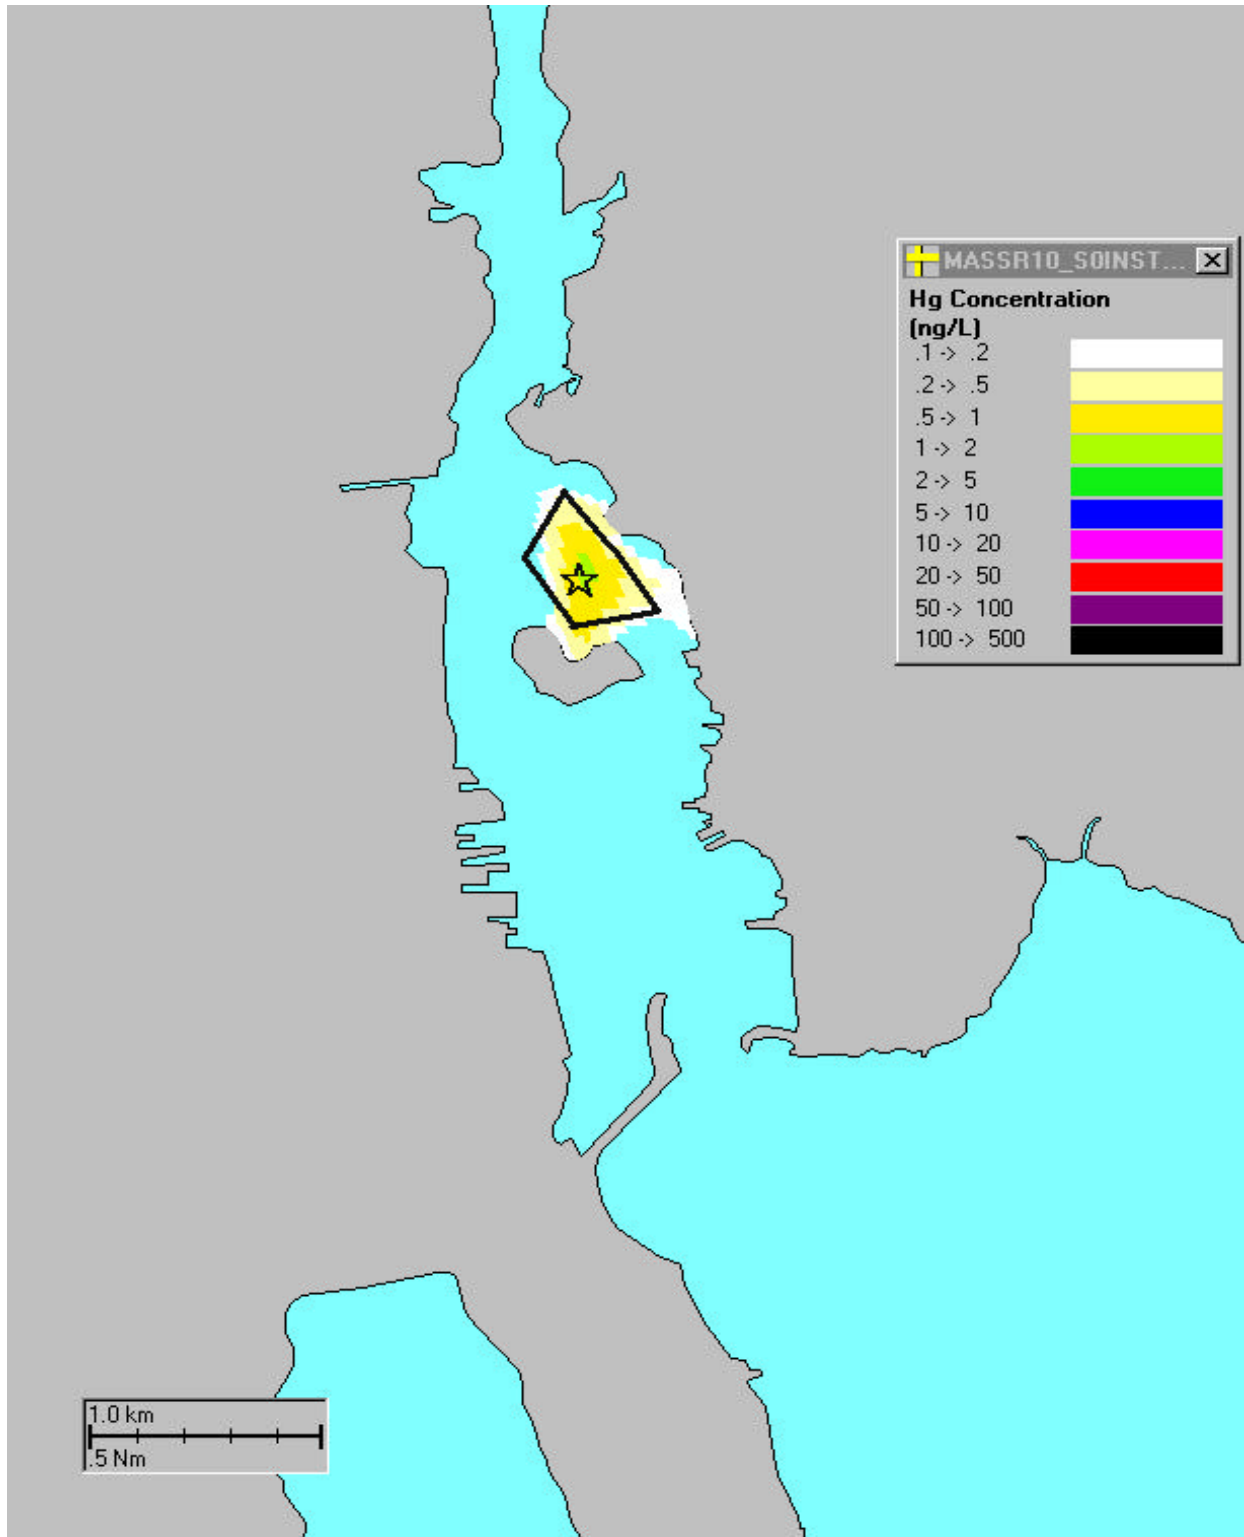 MASSR10_S0INST...
Hg Concentration
(ng/L)
.1 -> .2
.2 -> .5
.5 -> 1
1 -> 2
2 -> 5
5 -> 10
10 -> 20
20 -> 50
50 -> 100
100 -> 500
1.0 km
.5 Nm